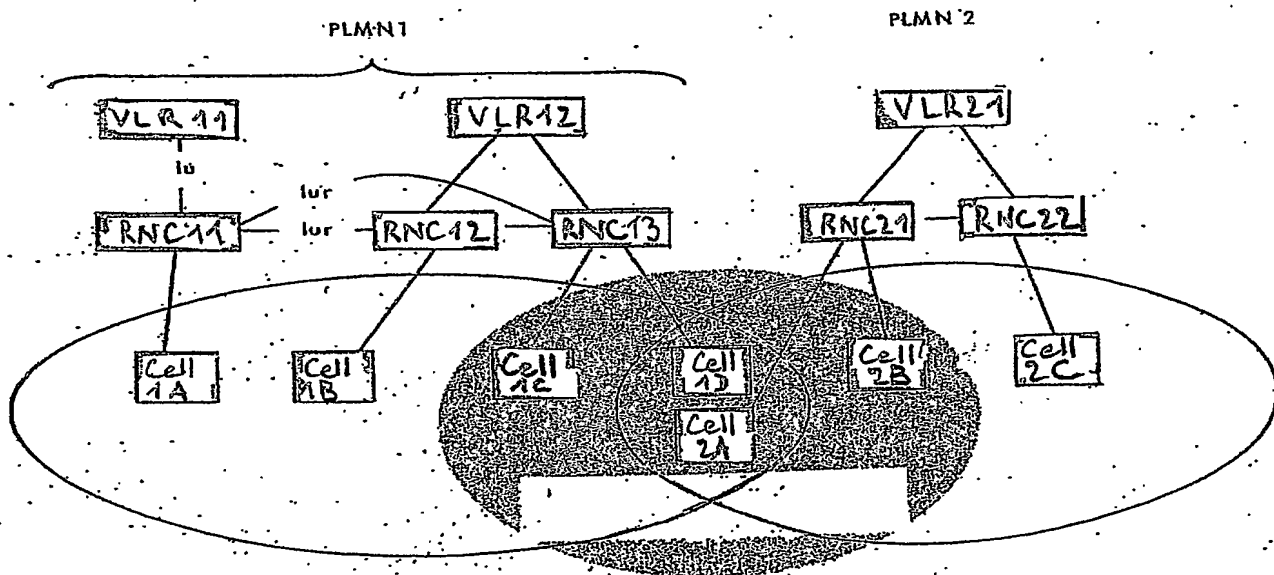 PLMN1
PLMN 2
VLR11
VLR12
VLR21
Iu
Iur
Iur
RNC11
RNC12
RNC13
RNC21
RNC22
Cell
1A
Cell
1B
Cell
1C
Cell
1D
Cell
2A
Cell
2B
Cell
2C